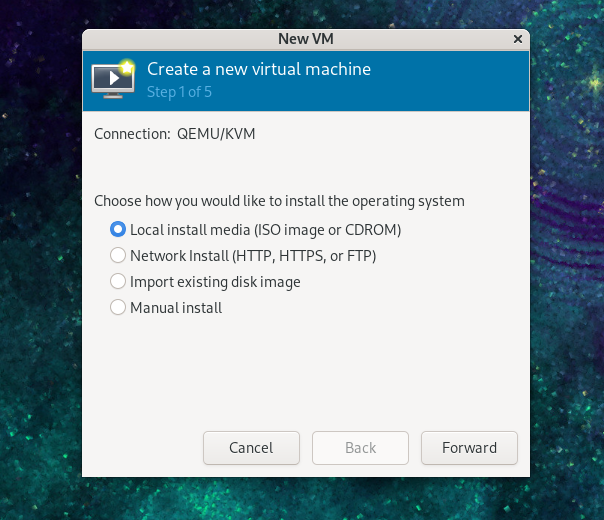 New VM
Create a new virtual machine
Step 1 of 5
Connection: QEMU/KVM
Choose how you would like to install the operating system
Local install media (ISO image or CDROM)
Network Install (HTTP, HTTPS, or FTP)
Import existing disk image
Manual install
Cancel Back Forward